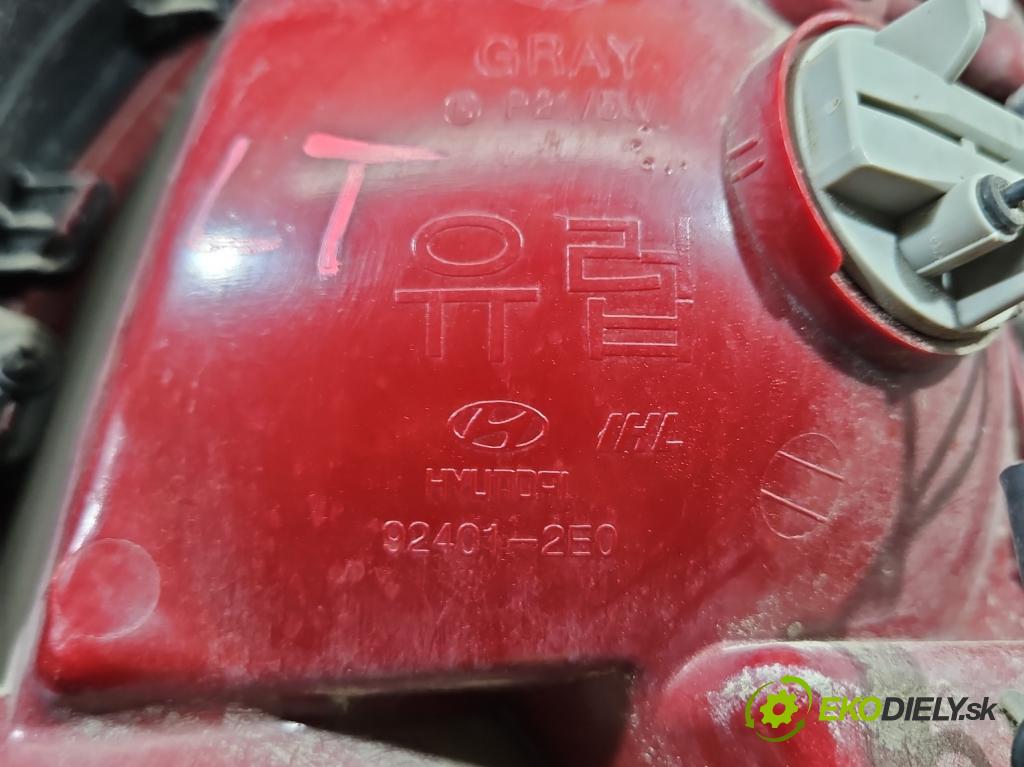 GRAY
P21/5W
LT
유럽
IHL
HYUNDAI
92401-2E0
EKODIELY.sk